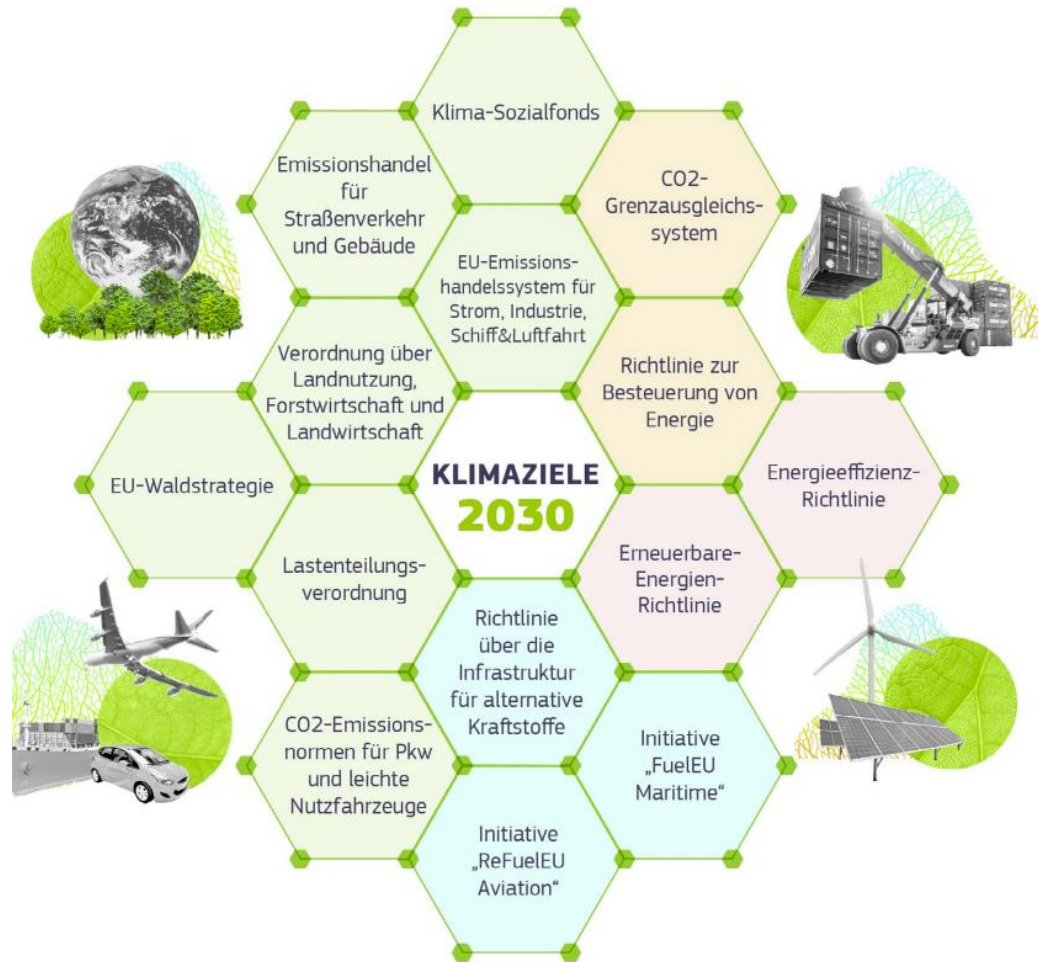 Klima-Sozialfonds
Emissionshandel
für
Straßenverkehr
und Gebäude
CO2-
Grenzausgleichs-
system
EU-Emissions-
handelssystem für
Strom, Industrie,
Schiff&Luftfahrt
Verordnung über
Landnutzung,
Forstwirtschaft und
Landwirtschaft
Richtlinie zur
Besteuerung von
Energie
EU-Waldstrategie
KLIMAZIELE
2030
Energieeffizienz-
Richtlinie
Lastenteilungs-
verordnung
Erneuerbare-
Energien-
Richtlinie
Richtlinie
über die
Infrastruktur
für alternative
Kraftstoffe
CO2-Emissions-
normen für Pkw
und leichte
Nutzfahrzeuge
Initiative
„FuelEU
Maritime“
Initiative
„ReFuelEU
Aviation“